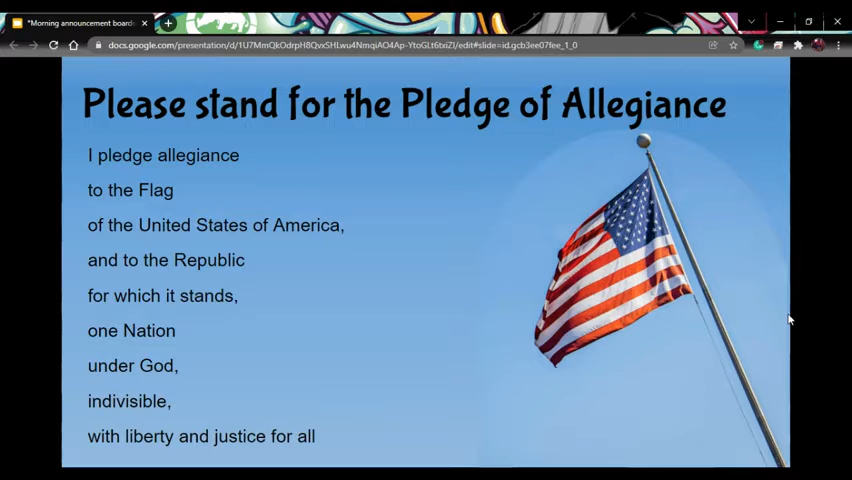 *Morning announcement board
docs.google.com/presentation/d/1U7MmQkOdrpH8QvxSHLwu4NmqiAO4Ap-YtoGLt6txiZI/edit#slide=id.gcb3ee07fee_1_0
Please stand for the Pledge of Allegiance
I pledge allegiance
to the Flag
of the United States of America,
and to the Republic
for which it stands,
one Nation
under God,
indivisible,
with liberty and justice for all